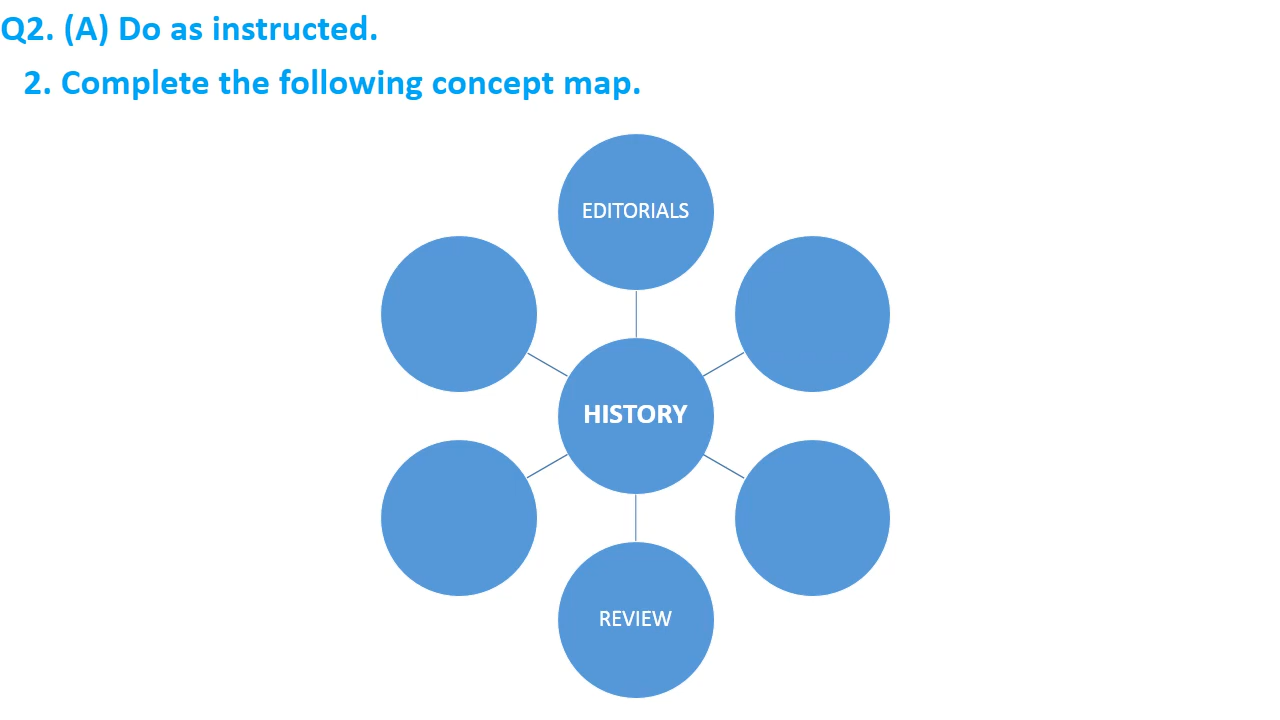 Q2. (A) Do as instructed.
2. Complete the following concept map.
EDITORIALS
HISTORY
REVIEW